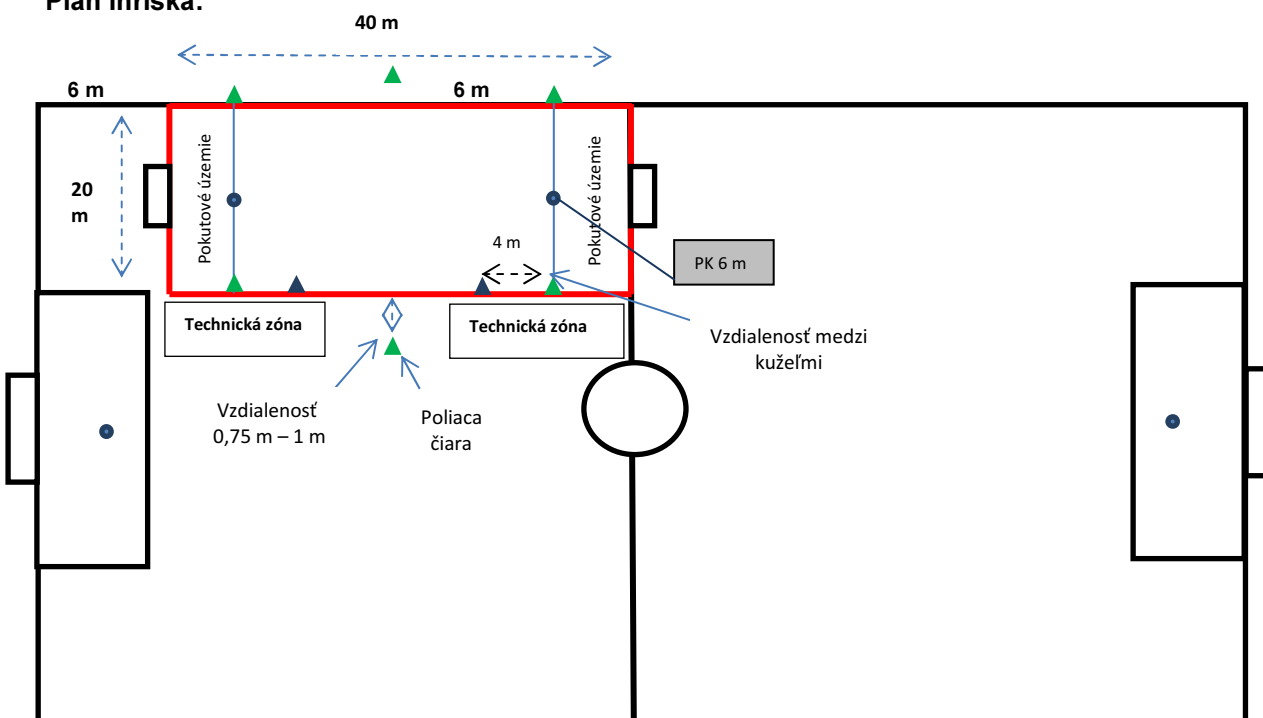 Plán ihriska:
40 m
6 m
6 m
20
m
Pokutové územie
Pokutové územie
4 m
PK 6 m
Technická zóna
Technická zóna
Vzdialenosť medzi
kužeľmi
Vzdialenosť
0,75 m – 1 m
Poliaca
čiara